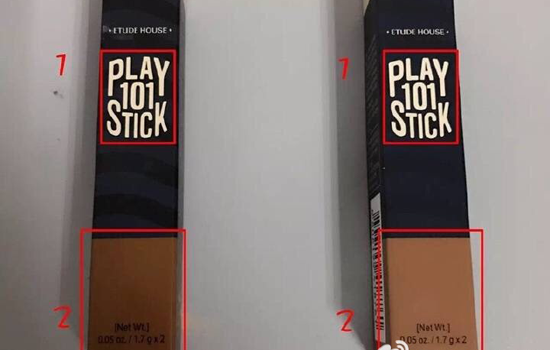 • ETUDE HOUSE •
1
PLAY
101
STICK
2
[Net Wt.]
0.05 oz. / 1.7 g x 2
• ETUDE HOUSE •
1
PLAY
101
STICK
2
[Net Wt.]
0.05 oz. / 1.7 g x 2